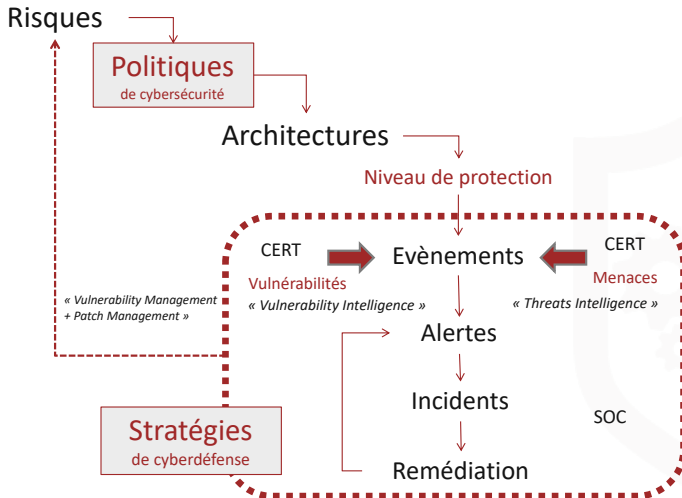 Risques
Politiques
de cybersécurité
Architectures
Niveau de protection
CERT
Evènements
CERT
Vulnérabilités
Menaces
« Vulnerability Management
+ Patch Management »
« Vulnerability Intelligence »
« Threats Intelligence »
Alertes
Incidents
SOC
Stratégies
de cyberdéfense
Remédiation